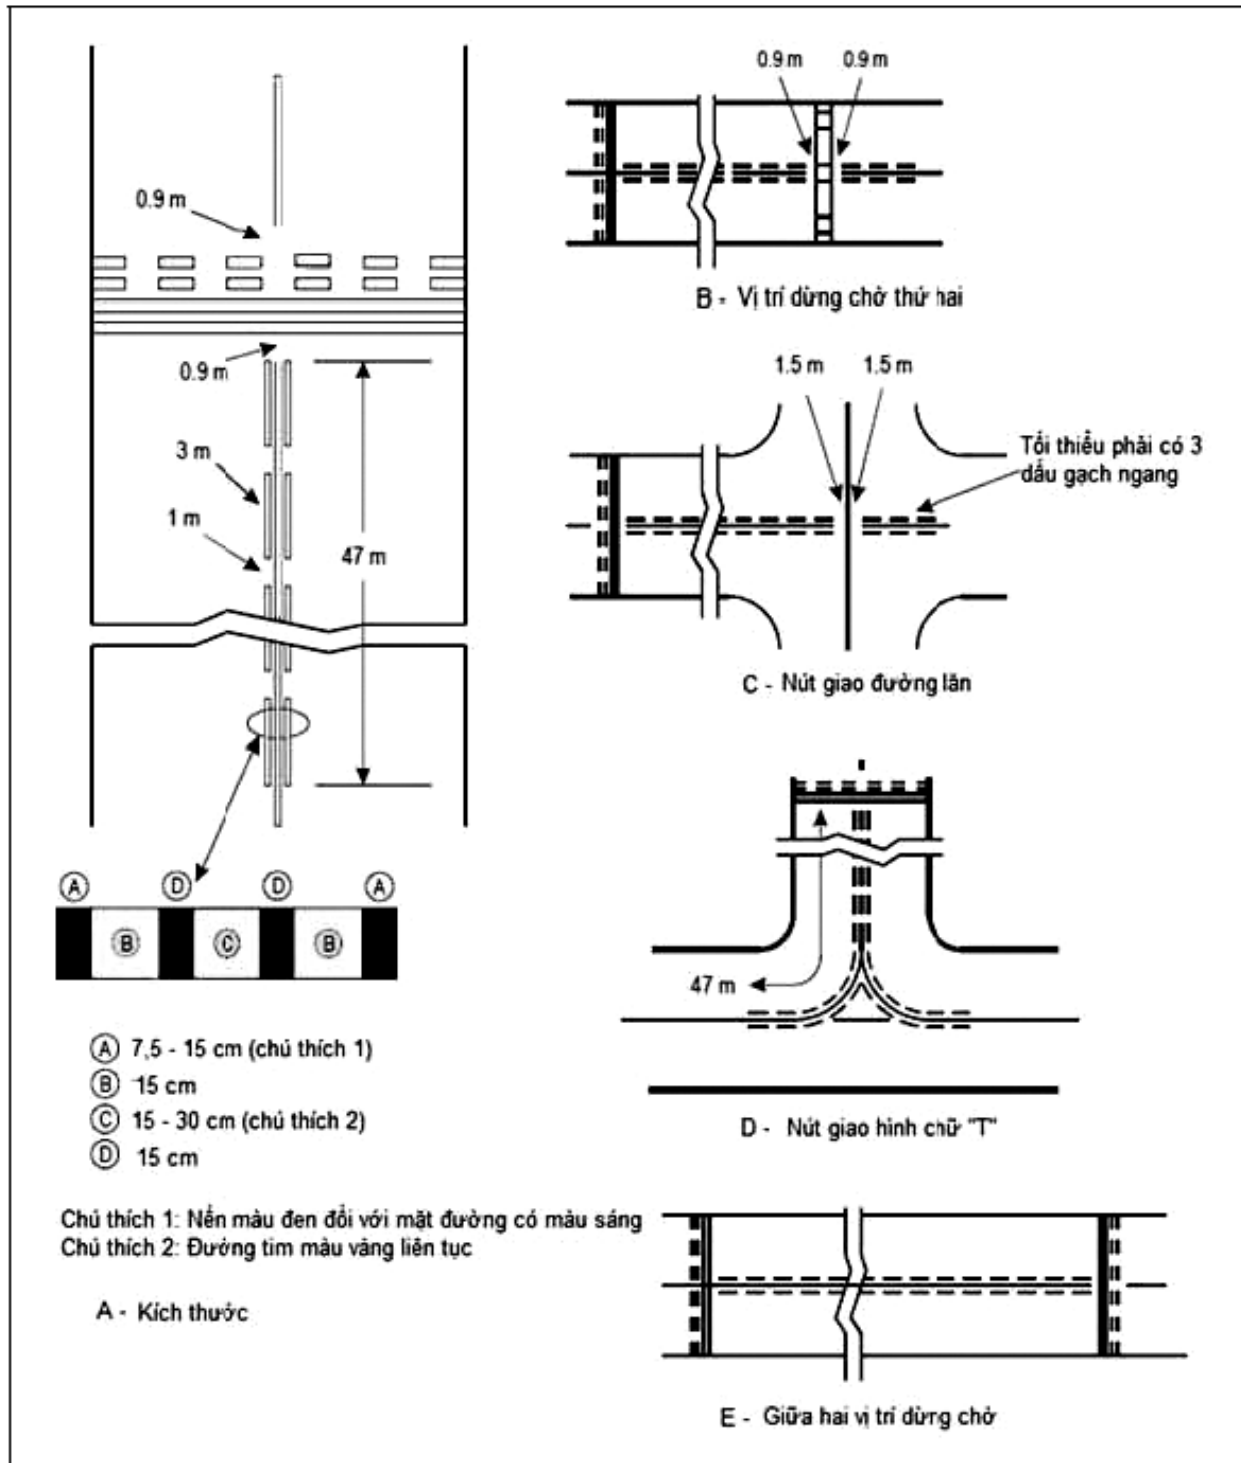 0.9 m
0.9 m
3 m
1 m
47 m
A D D A
B C B
A 7,5 - 15 cm (chú thích 1)
B 15 cm
C 15 - 30 cm (chú thích 2)
D 15 cm
Chú thích 1: Nền màu đen đối với mặt đường có màu sáng
Chú thích 2: Đường tim màu vàng liên tục
A - Kích thước
0.9 m 0.9 m
B - Vị trí dừng chờ thứ hai
1.5 m 1.5 m
Tối thiểu phải có 3
dấu gạch ngang
C - Nút giao đường lăn
47 m
D - Nút giao hình chữ "T"
E - Giữa hai vị trí dừng chờ